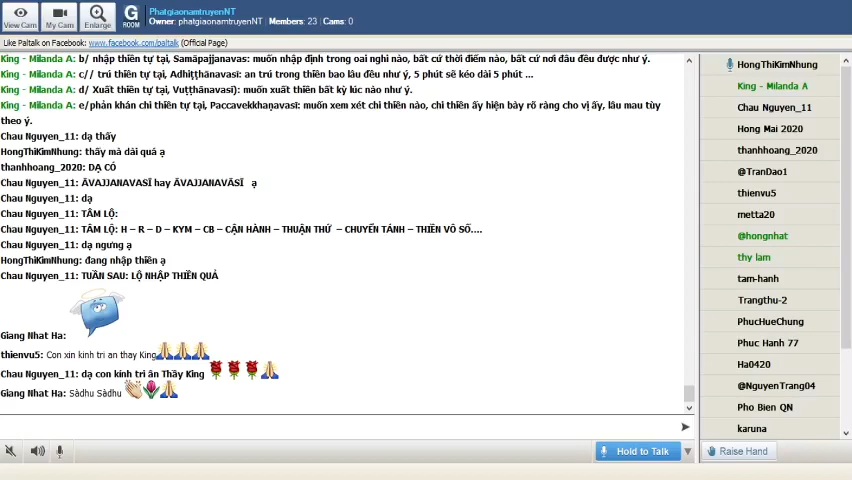 View Cam
My Cam
Enlarge
G
ROOM
PhatgiaonamtruyenNT
Owner: phatgiaonamtruyenNT | Members: 23 | Cams: 0
Like Paltalk on Facebook: www.facebook.com/paltalk (Official Page)
King - Milanda A: b/ nhập thiền tự tại, Samāpajjanavas: muốn nhập định trong oai nghi nào, bất cứ thời điểm nào, bất cứ nơi đâu đều được như ý.
King - Milanda A: c// trú thiền tự tại, Adhiṭṭhānavasī: an trú trong thiền bao lâu đều như ý, 5 phút sẽ kéo dài 5 phút ...
King - Milanda A: d/ Xuất thiền tự tại, Vuṭṭhānavasī): muốn xuất thiền bất kỳ lúc nào như ý.
King - Milanda A: e/phản khán chi thiền tự tại, Paccavekkhaṇavasī: muốn xem xét chi thiền nào, chi thiền ấy hiện bày rõ ràng cho vị ấy, lâu mau tùy
theo ý.
Chau Nguyen_11: dạ thấy
HongThiKimNhung: thấy mà dài quá ạ
thanhhoang_2020: DẠ CÓ
Chau Nguyen_11: ĀVAJJANAVASĪ hay ĀVAJJANAVĀSĪ ạ
Chau Nguyen_11: dạ
Chau Nguyen_11: TÂM LỘ:
Chau Nguyen_11: TÂM LỘ: H – R – D – KYM – CB – CẬN HÀNH – THUẬN THỨ – CHUYỂN TÁNH – THIỀN VÔ SỐ....
Chau Nguyen_11: dạ ngưng ạ
HongThiKimNhung: đang nhập thiền ạ
Chau Nguyen_11: TUẦN SAU: LỘ NHẬP THIỀN QUẢ
Giang Nhat Ha:
thienvu5: Con xin kinh tri an thay King
Chau Nguyen_11: dạ con kính tri ân Thầy King
Giang Nhat Ha: Sàdhu Sàdhu
HongThiKimNhung
King - Milanda A
Chau Nguyen_11
Hong Mai 2020
thanhhoang_2020
@TranDao1
thienvu5
metta20
@hongnhat
thy lam
tam-hanh
Trangthu-2
PhucHueChung
Phuc Hanh 77
Ha0420
@NguyenTrang04
Pho Bien QN
karuna
Hold to Talk
Raise Hand